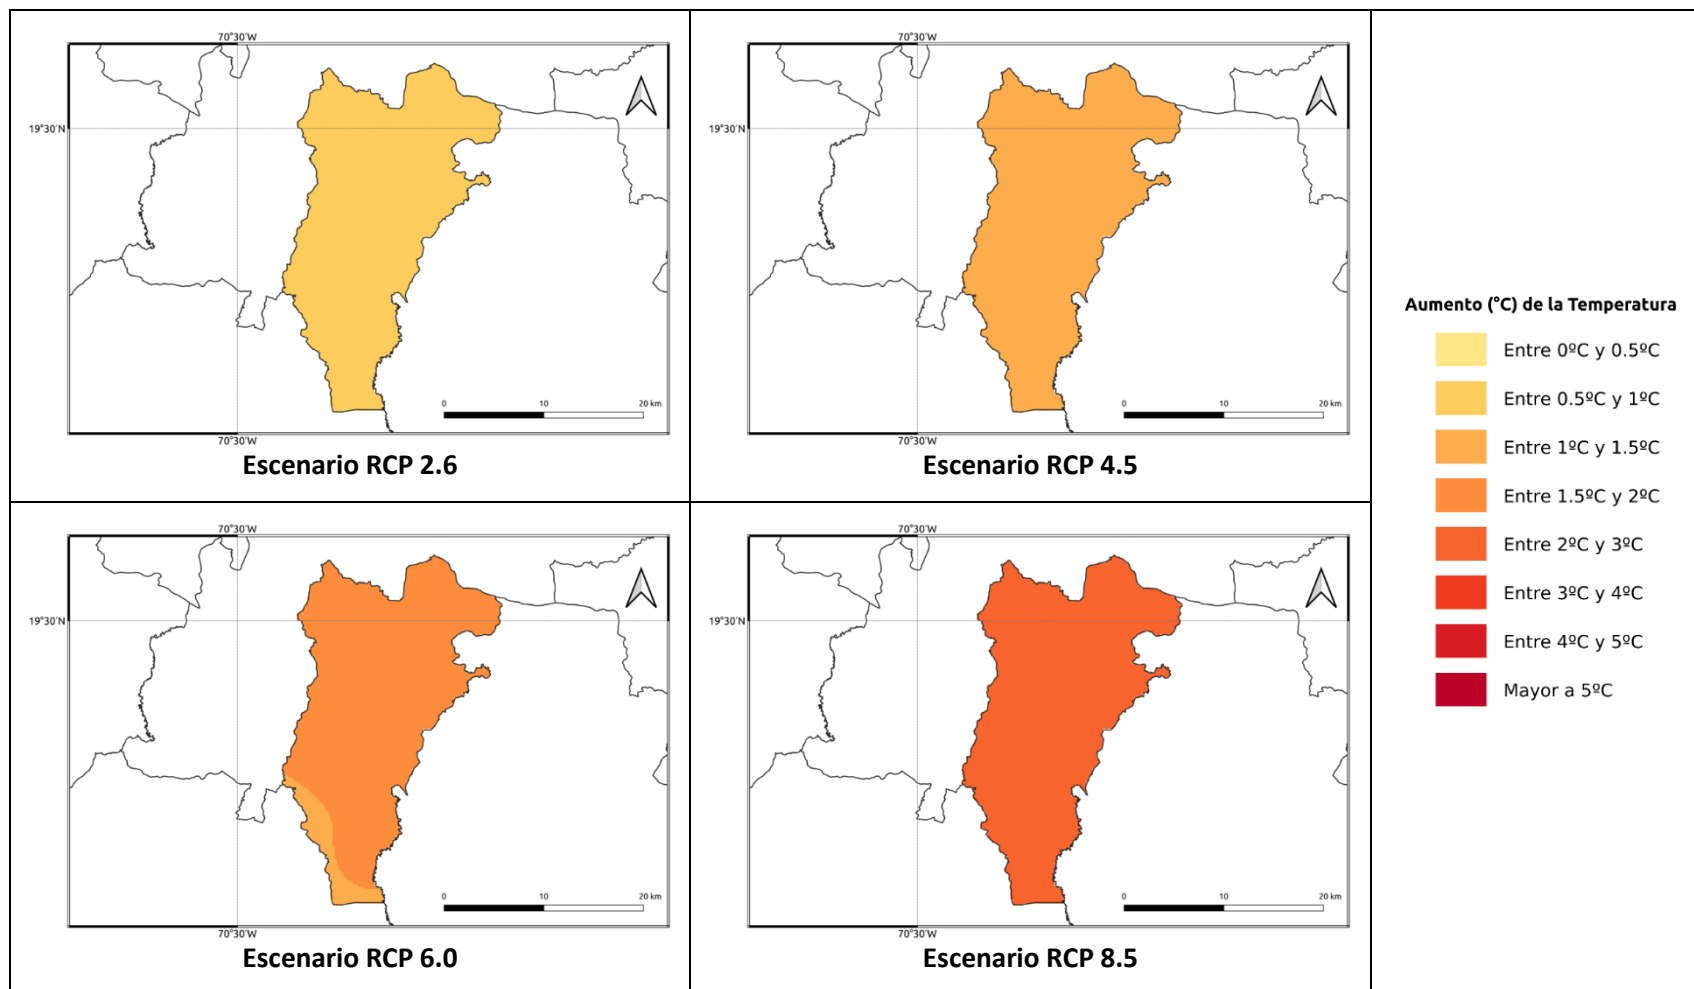 70°30'W
19°30'N
0 10 20 km
70°30'W
Escenario RCP 2.6
70°30'W
19°30'N
0 10 20 km
70°30'W
Escenario RCP 4.5
70°30'W
19°30'N
0 10 20 km
70°30'W
Escenario RCP 6.0
70°30'W
19°30'N
0 10 20 km
70°30'W
Escenario RCP 8.5
Aumento (°C) de la Temperatura
Entre 0ºC y 0.5ºC
Entre 0.5ºC y 1ºC
Entre 1ºC y 1.5ºC
Entre 1.5ºC y 2ºC
Entre 2ºC y 3ºC
Entre 3ºC y 4ºC
Entre 4ºC y 5ºC
Mayor a 5ºC